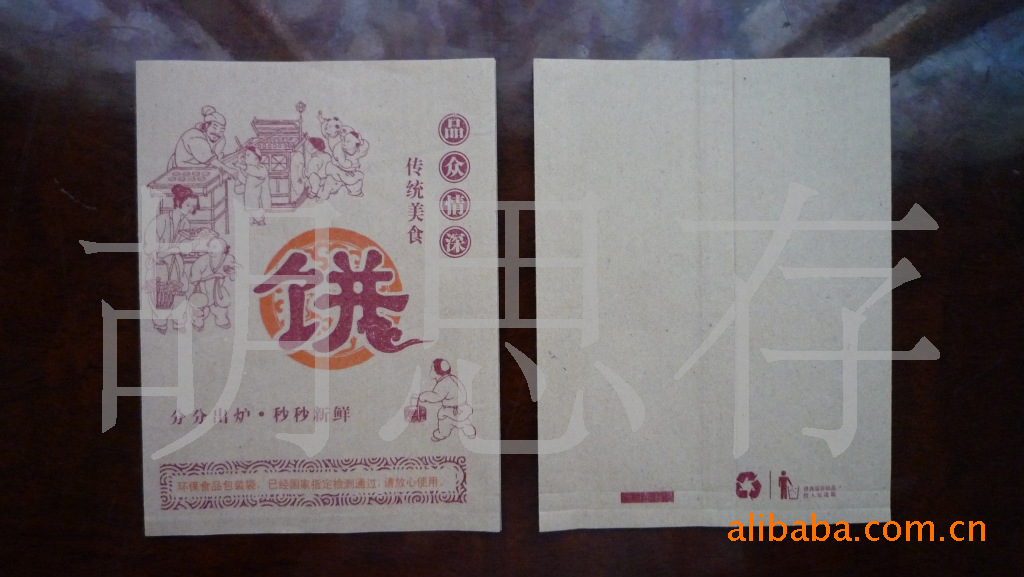 品众情深
传统美食
饼
分分出炉·秒秒新鲜
环保食品包装袋，已经国家指定检测通过，请放心使用。
胡思存
alibaba.com.cn